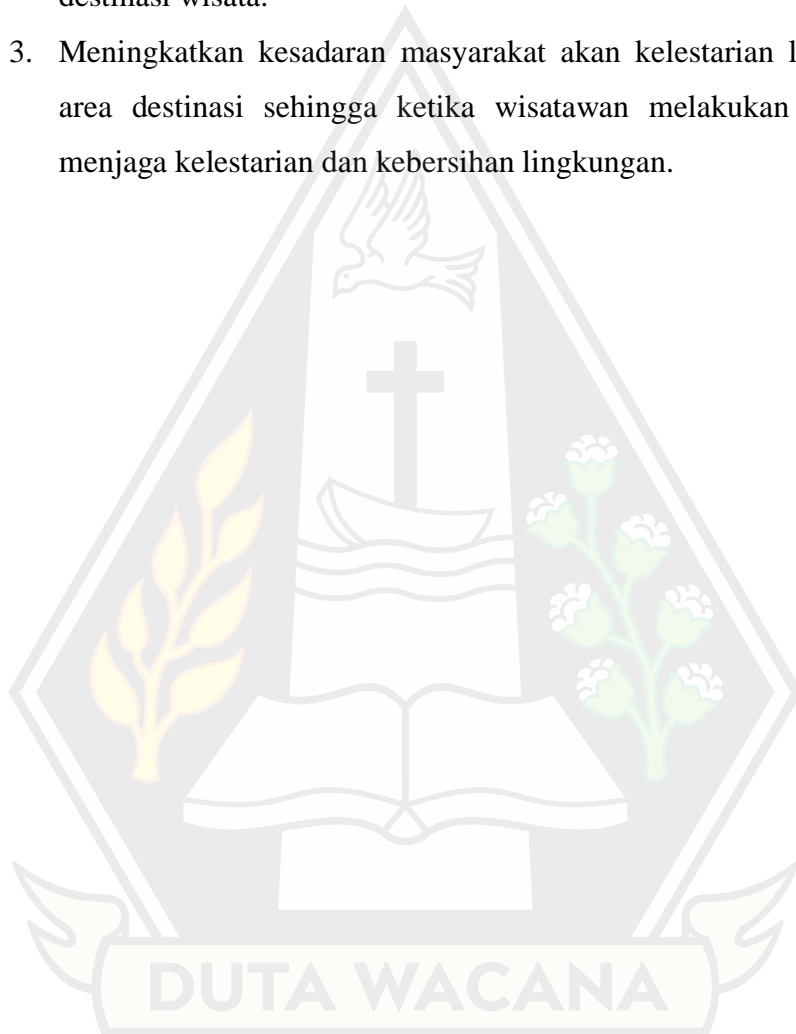 destinasi wisata.
3. Meningkatkan kesadaran masyarakat akan kelestarian
area destinasi sehingga ketika wisatawan melakukan
menjaga kelestarian dan kebersihan lingkungan.
DUTA WACANA